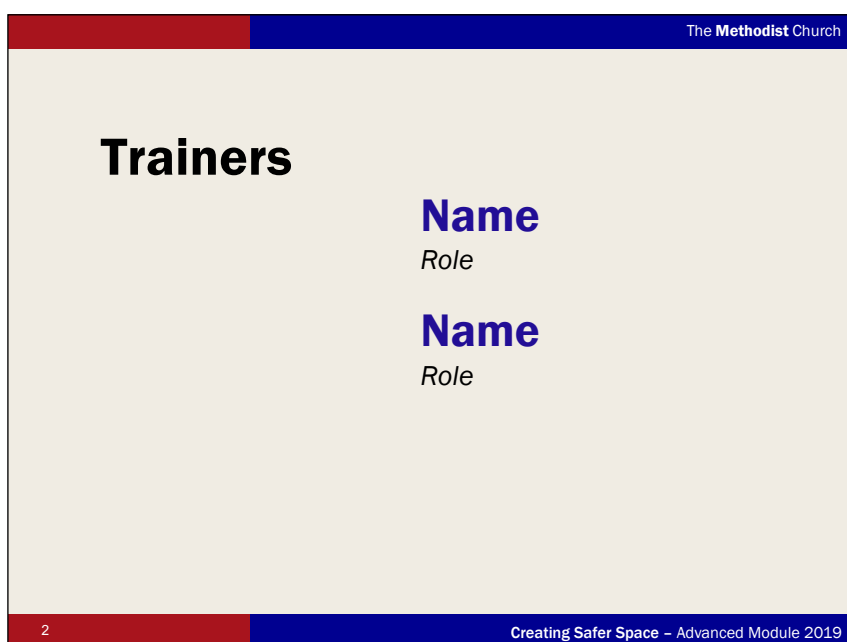 The Methodist Church
Trainers
Name
Role
Name
Role
2
Creating Safer Space – Advanced Module 2019